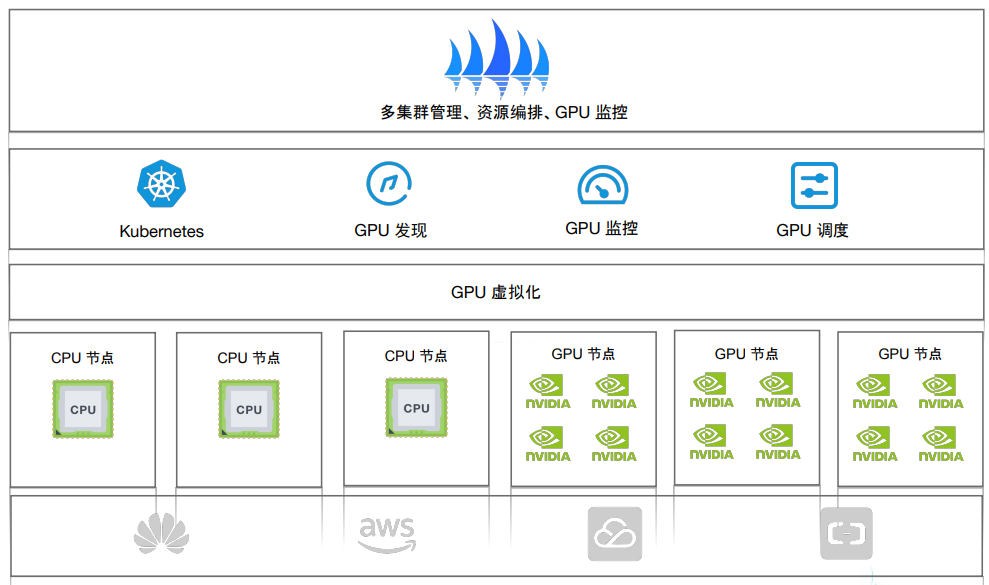 多集群管理、资源编排、GPU 监控
Kubernetes
GPU 发现
GPU 监控
GPU 调度
GPU 虚拟化
CPU 节点
CPU
CPU 节点
CPU
CPU 节点
CPU
GPU 节点
NVIDIA NVIDIA
NVIDIA NVIDIA
GPU 节点
NVIDIA NVIDIA
NVIDIA NVIDIA
GPU 节点
NVIDIA NVIDIA
NVIDIA NVIDIA
aws